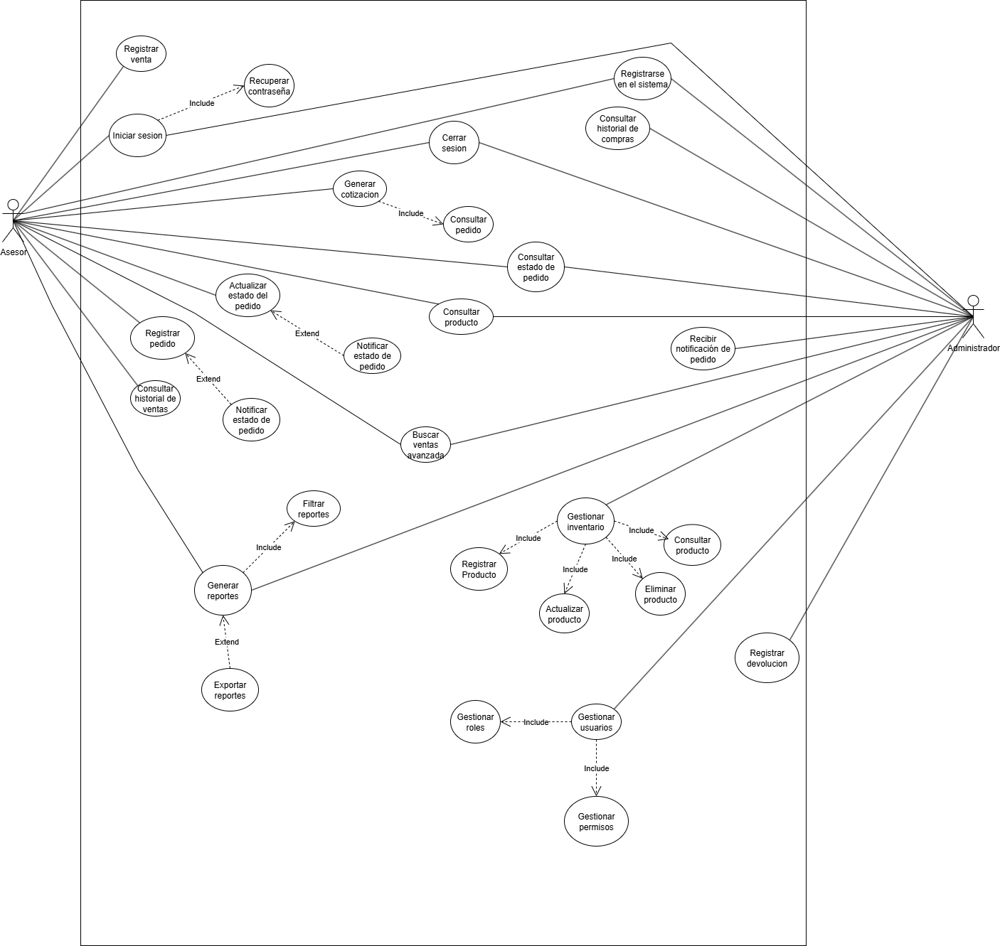 Registrar
venta
Recuperar
contraseña
Include
Iniciar sesion
Registrarse
en el sistema
Consultar
historial de
compras
Cerrar
sesion
Generar
cotizacion
Include
Consultar
pedido
Asesor
Consultar
estado de
pedido
Actualizar
estado del
pedido
Consultar
producto
Extend
Notificar
estado de
pedido
Registrar
pedido
Extend
Recibir
notificación de
pedido
Administrador
Consultar
historial de
ventas
Notificar
estado de
pedido
Buscar
ventas
avanzada
Filtrar
reportes
Include
Generar
reportes
Extend
Exportar
reportes
Gestionar
inventario
Include
Include
Include
Include
Consultar
producto
Registrar
Producto
Eliminar
producto
Actualizar
producto
Registrar
devolucion
Gestionar
roles
Include
Gestionar
usuarios
Include
Gestionar
permisos